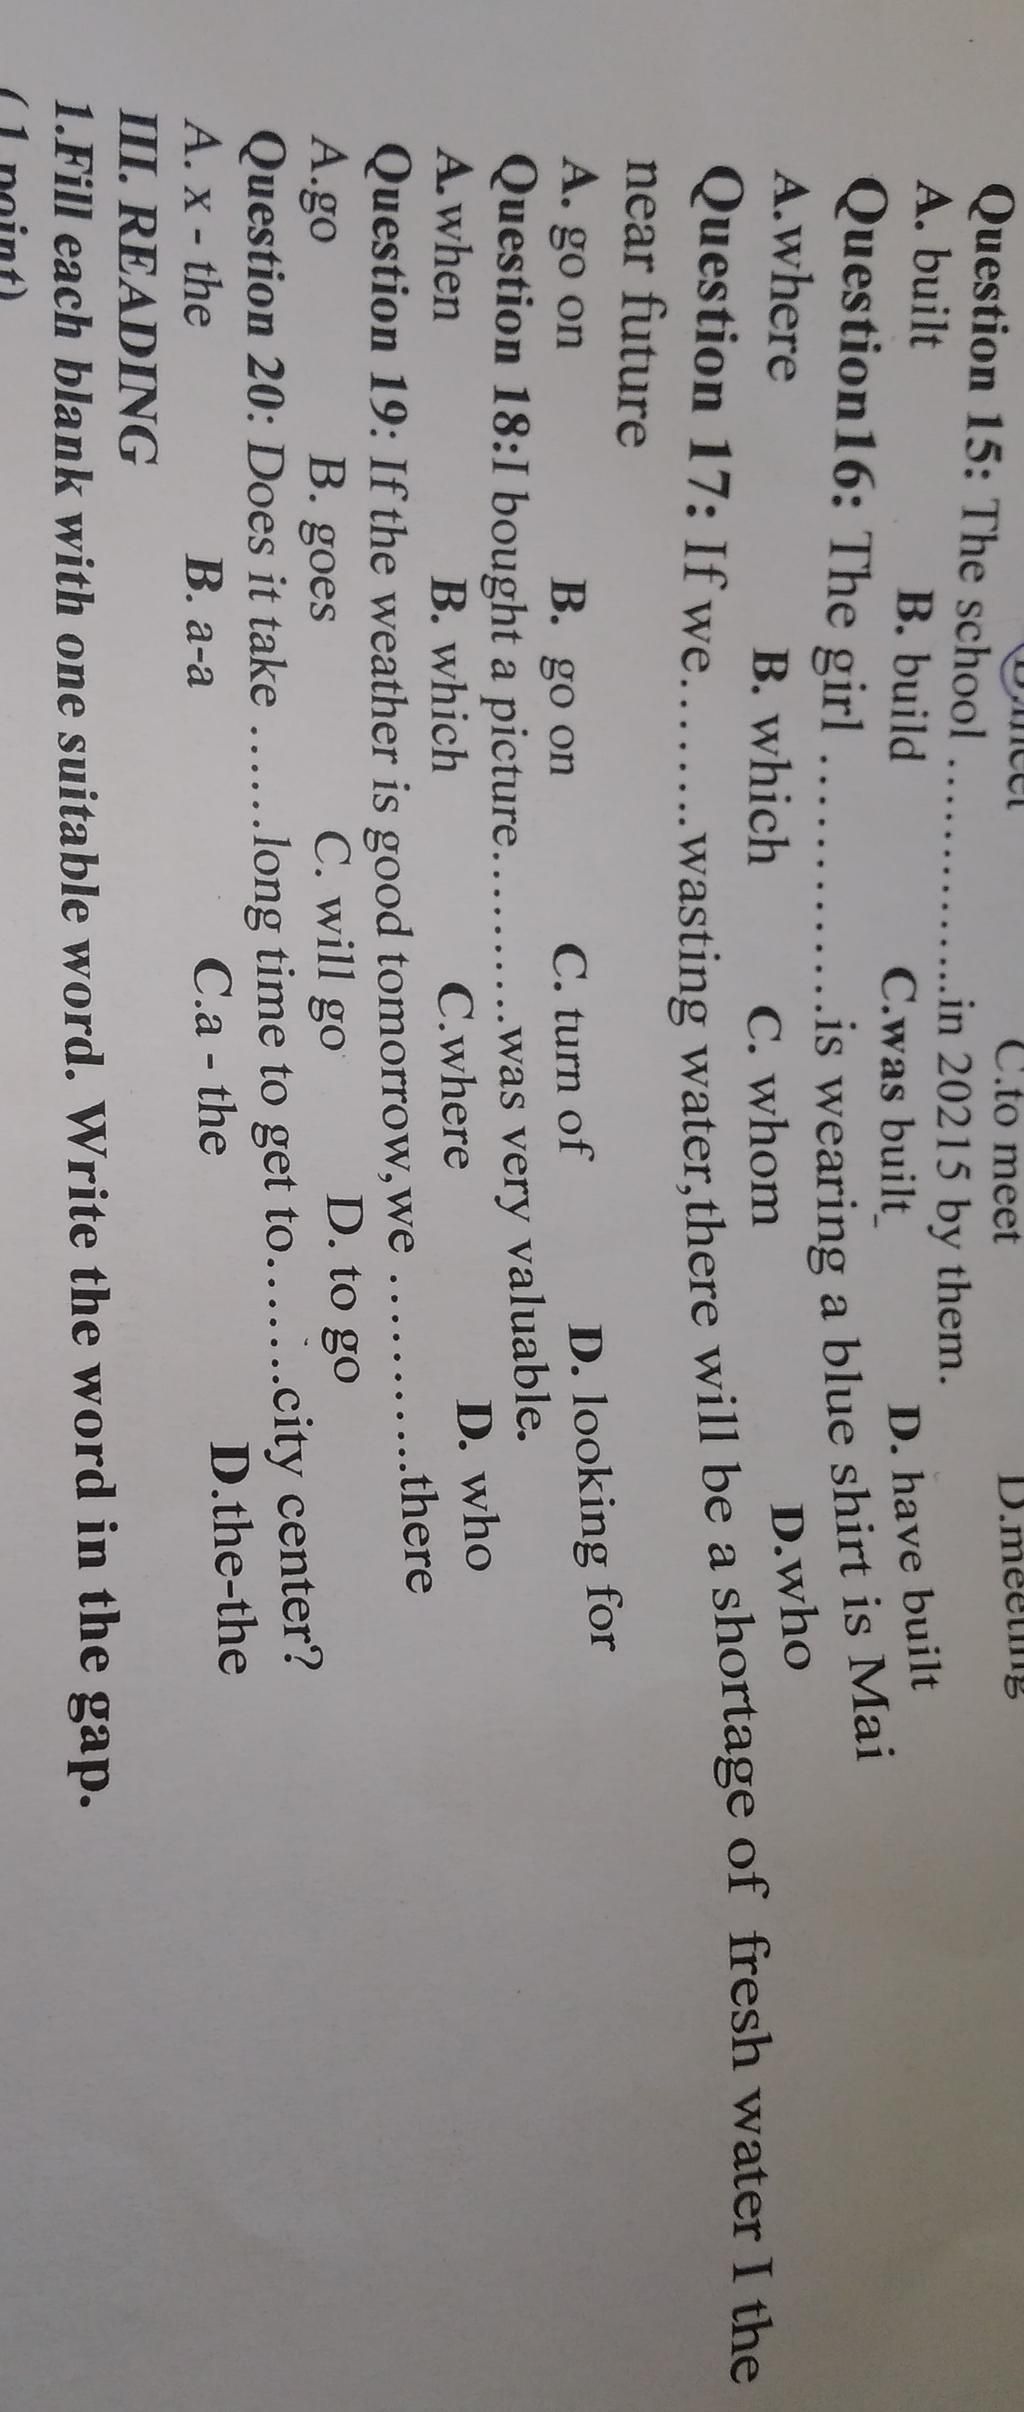 C.to meet
Question 15: The school …………..in 20215 by them.
A. built B. build C.was built D. have built
Question16: The girl …………..is wearing a blue shirt is Mai
A.where B. which C. whom D.who
Question 17: If we…….wasting water,there will be a shortage of fresh water I the
near future
A. go on B. go on C. turn of D. looking for
Question 18:I bought a picture……….was very valuable.
A.when B. which C.where D. who
Question 19: If the weather is good tomorrow,we ………..there
A.go B. goes C. will go D. to go
Question 20: Does it take ……long time to get to…….city center?
A. x - the B. a-a C.a - the D.the-the
III. READING
1.Fill each blank with one suitable word. Write the word in the gap.
( 1 point)